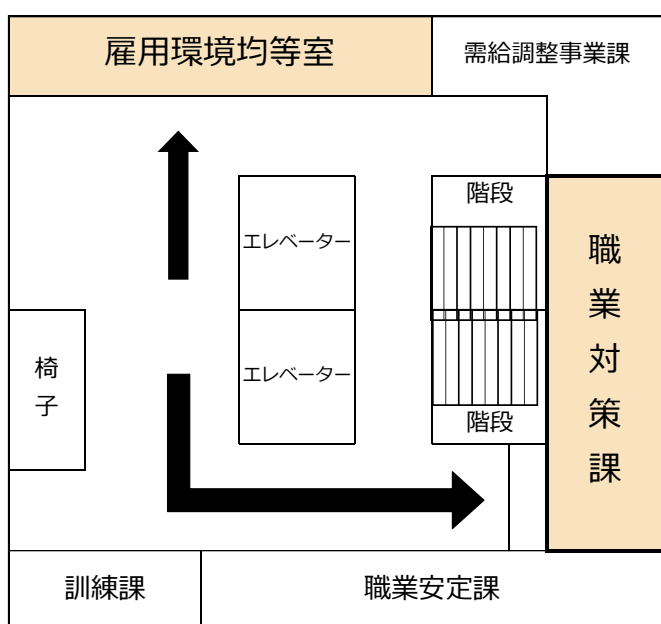 雇用環境均等室
需給調整事業課
階段
エレベーター
職業対策課
エレベーター
椅子
階段
訓練課
職業安定課